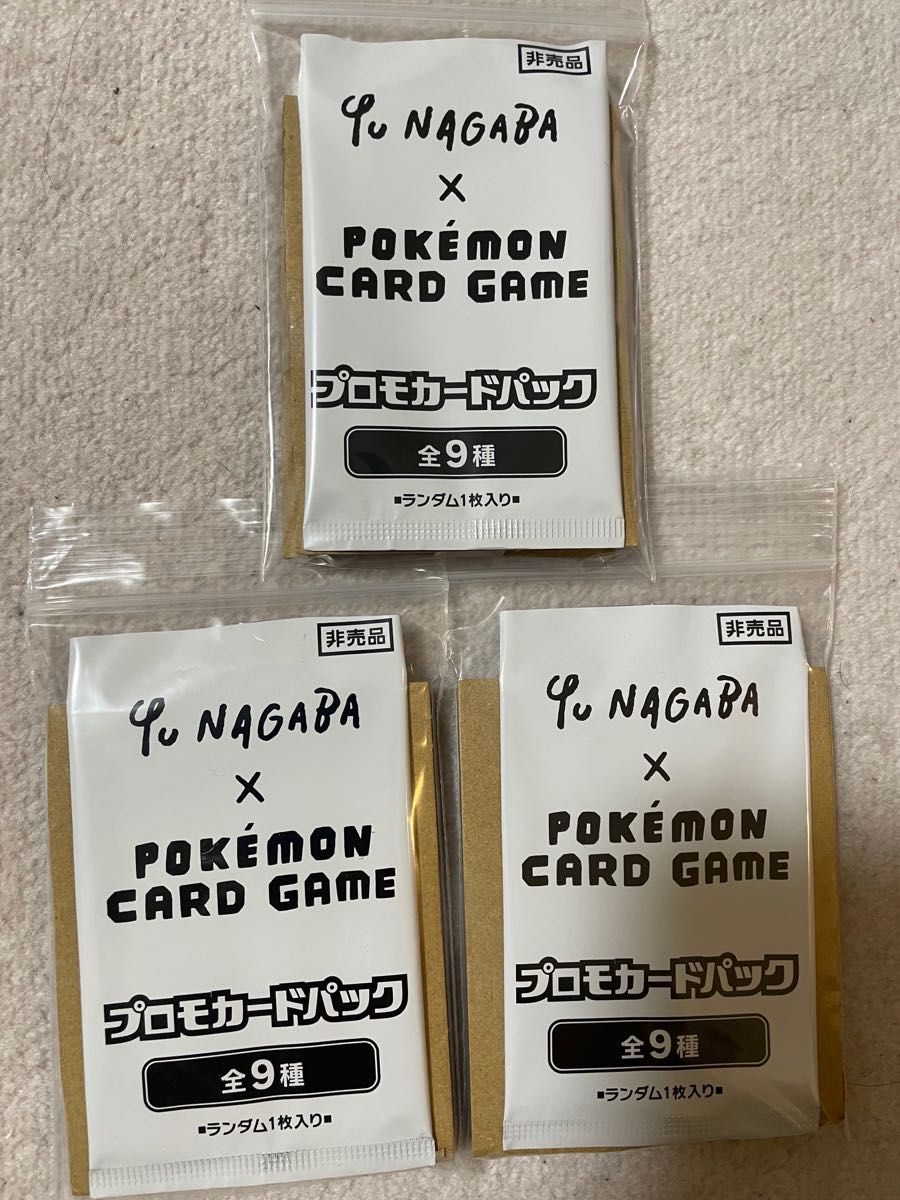 非売品
Yu NAGABA
×
POKÉMON
CARD GAME
プロモカードパック
全9種
■ランダム1枚入り■
非売品
Yu NAGABA
×
POKÉMON
CARD GAME
プロモカードパック
全9種
■ランダム1枚入り■
非売品
Yu NAGABA
×
POKÉMON
CARD GAME
プロモカードパック
全9種
■ランダム1枚入り■